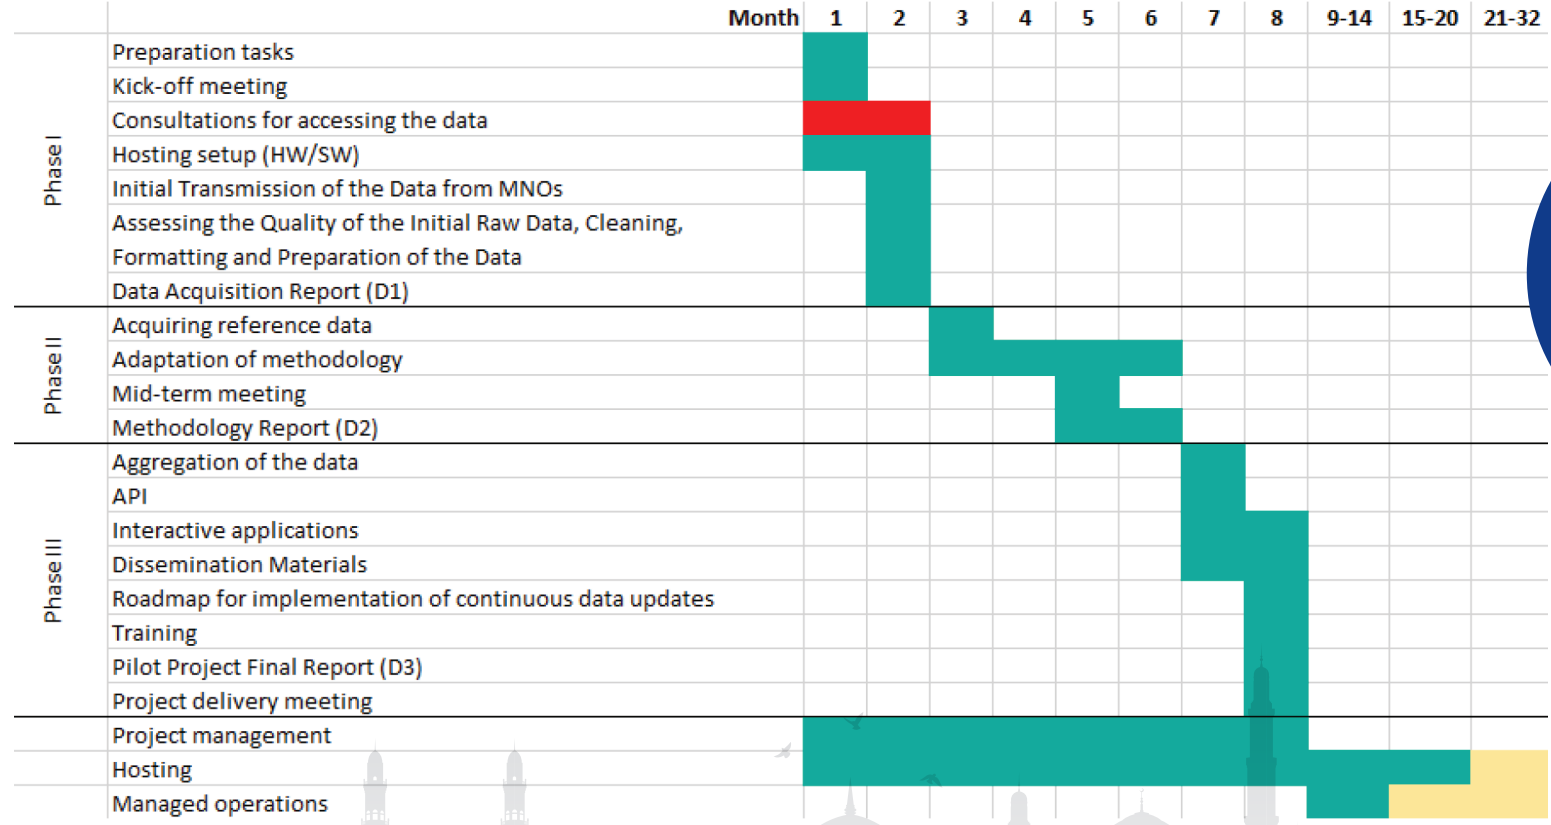 Month 1 2 3 4 5 6 7 8 9-14 15-20 21-32
Phase I
Preparation tasks
Kick-off meeting
Consultations for accessing the data
Hosting setup (HW/SW)
Initial Transmission of the Data from MNOs
Assessing the Quality of the Initial Raw Data, Cleaning,
Formatting and Preparation of the Data
Data Acquisition Report (D1)
Phase II
Acquiring reference data
Adaptation of methodology
Mid-term meeting
Methodology Report (D2)
Phase III
Aggregation of the data
API
Interactive applications
Dissemination Materials
Roadmap for implementation of continuous data updates
Training
Pilot Project Final Report (D3)
Project delivery meeting
Project management
Hosting
Managed operations